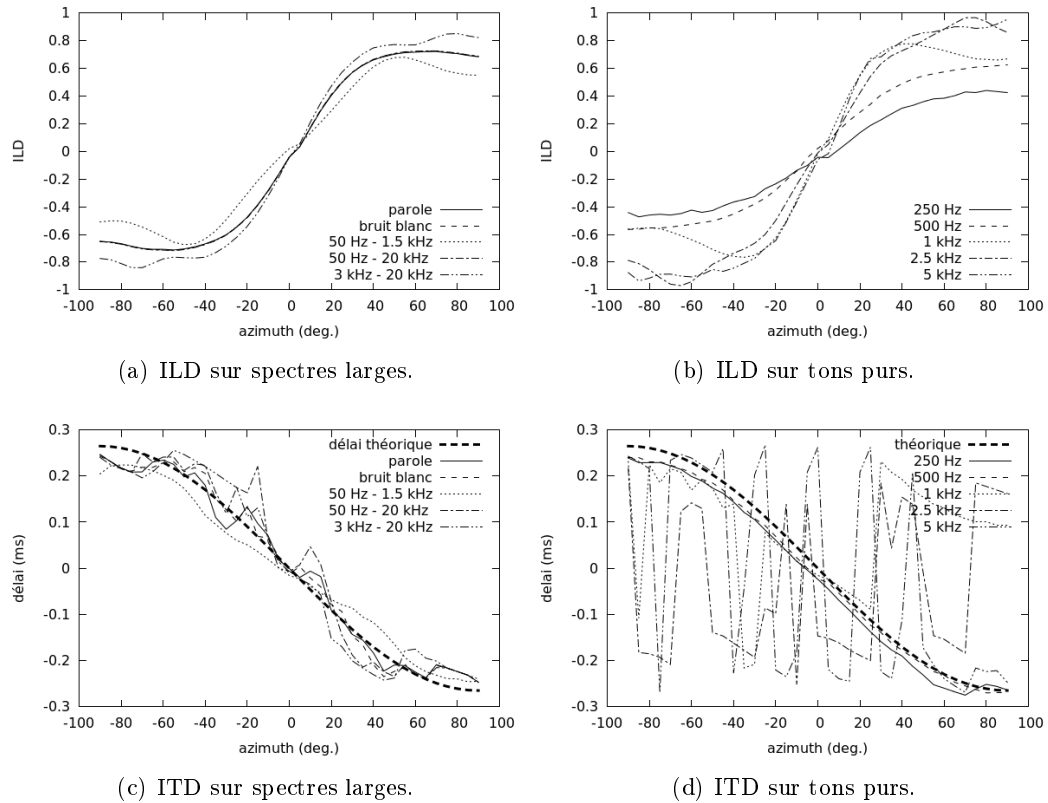 1
0.8
0.6
0.4
0.2
0
-0.2
-0.4
-0.6
-0.8
-1
ILD
parole
bruit blanc
50 Hz - 1.5 kHz
50 Hz - 20 kHz
3 kHz - 20 kHz
-100 -80 -60 -40 -20 0 20 40 60 80 100
azimuth (deg.)
(a) ILD sur spectres larges.
1
0.8
0.6
0.4
0.2
0
-0.2
-0.4
-0.6
-0.8
-1
ILD
250 Hz
500 Hz
1 kHz
2.5 kHz
5 kHz
-100 -80 -60 -40 -20 0 20 40 60 80 100
azimuth (deg.)
(b) ILD sur tons purs.
0.3
0.2
0.1
0
-0.1
-0.2
-0.3
délai (ms)
délai théorique
parole
bruit blanc
50 Hz - 1.5 kHz
50 Hz - 20 kHz
3 kHz - 20 kHz
-100 -80 -60 -40 -20 0 20 40 60 80 100
azimuth (deg.)
(c) ITD sur spectres larges.
0.3
0.2
0.1
0
-0.1
-0.2
-0.3
delai (ms)
théorique
250 Hz
500 Hz
1 kHz
2.5 kHz
5 kHz
-100 -80 -60 -40 -20 0 20 40 60 80 100
azimuth (deg.)
(d) ITD sur tons purs.